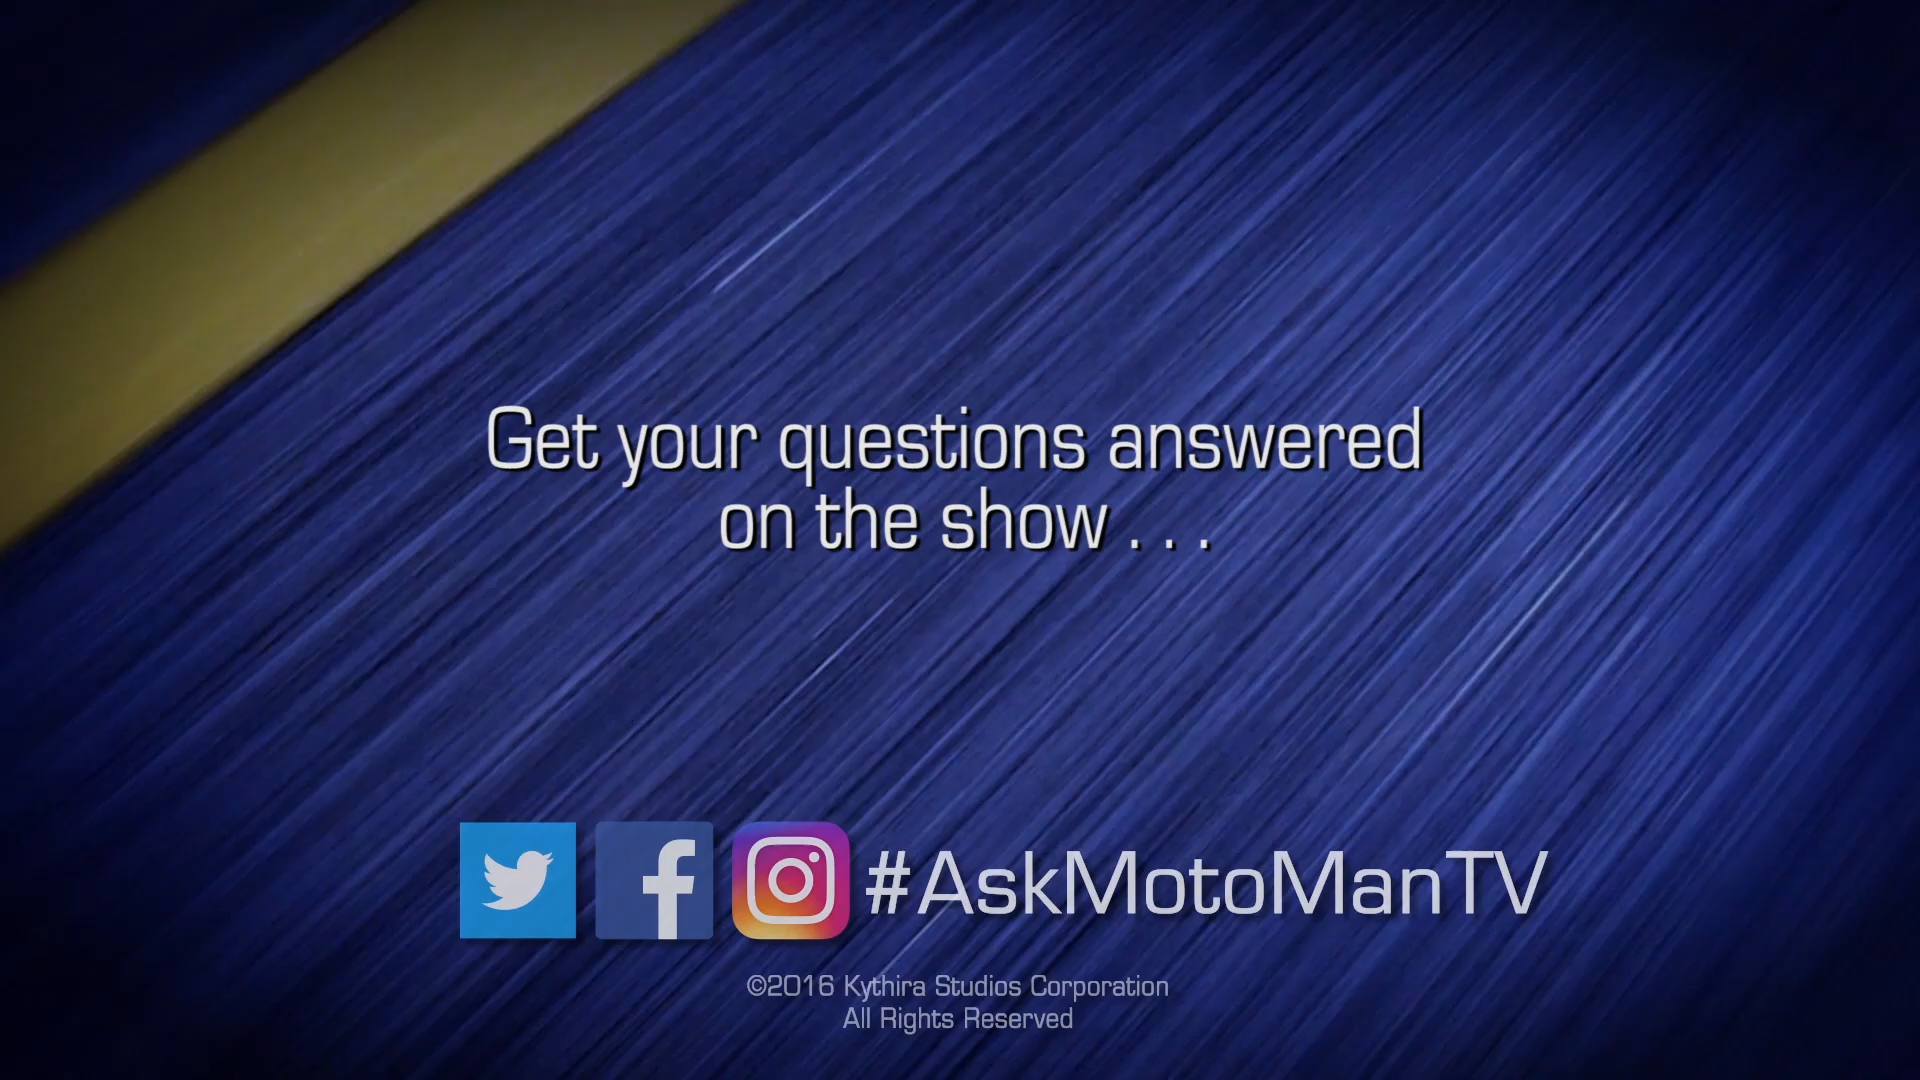 Get your questions answered
on the show . . .
#AskMotoManTV
©2016 Kythira Studios Corporation
All Rights Reserved